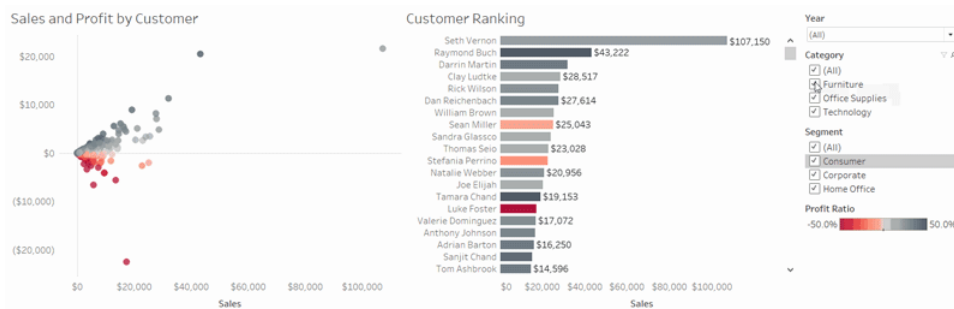 Sales and Profit by Customer
$20,000
$10,000
$0
($10,000)
($20,000)
$0 $20,000 $40,000 $60,000 $80,000 $100,000
Sales
Customer Ranking
Seth Vernon $107,150
Raymond Buch $43,222
Darrin Martin
Clay Ludtke $28,517
Rick Wilson
Dan Reichenbach $27,614
William Brown
Sean Miller $25,043
Sandra Glassco
Thomas Seio $23,028
Stefania Perrino
Natalie Webber $20,956
Joe Elijah
Tamara Chand $19,153
Luke Foster
Valerie Dominguez $17,072
Anthony Johnson
Adrian Barton $16,250
Sanjit Chand
Tom Ashbrook $14,596
$0 $20,000 $40,000 $60,000 $80,000 $100,000
Sales
Year
(All)
Category
(All)
Furniture
Office Supplies
Technology
Segment
(All)
Consumer
Corporate
Home Office
Profit Ratio
-50.0% 50.0%